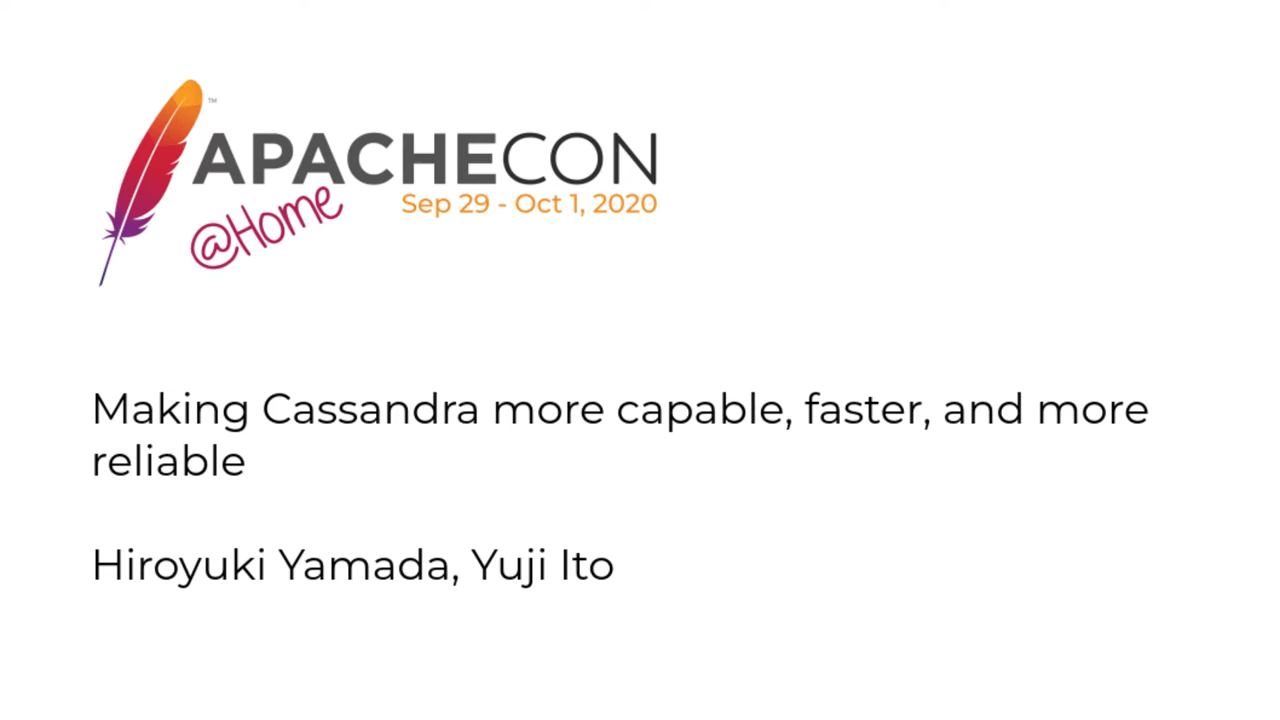 APACHECON
™
@Home
Sep 29 - Oct 1, 2020
Making Cassandra more capable, faster, and more
reliable
Hiroyuki Yamada, Yuji Ito